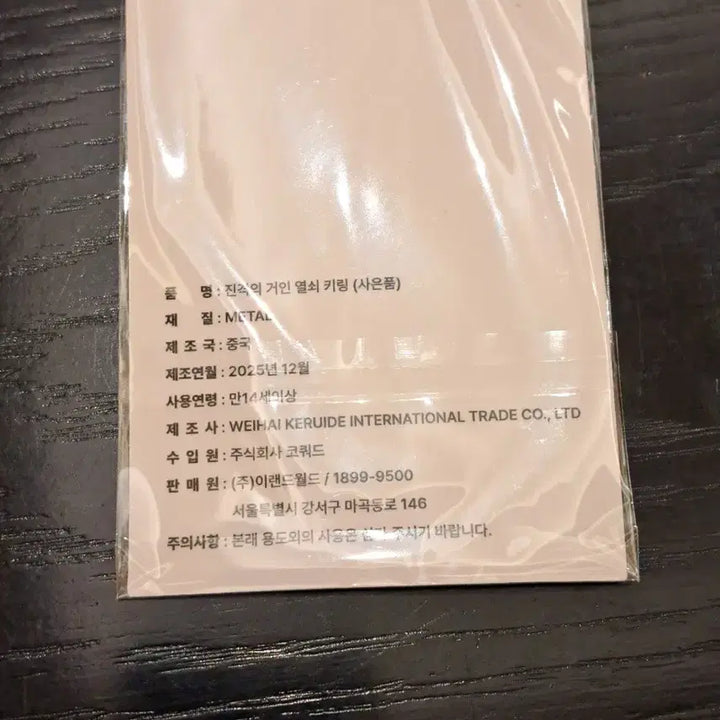 품 명 : 진격의 거인 열쇠 키링 (사은품)
재 질 : METAL
제 조 국 : 중국
제조연월 : 2025년 12월
사용연령 : 만14세이상
제 조 사 : WEIHAI KERUIDE INTERNATIONAL TRADE CO., LTD
수 입 원 : 주식회사 코쿼드
판 매 원 : (주)이랜드월드 / 1899-9500
서울특별시 강서구 마곡동로 146
주의사항 : 본래 용도외의 사용은 삼가 주시기 바랍니다.